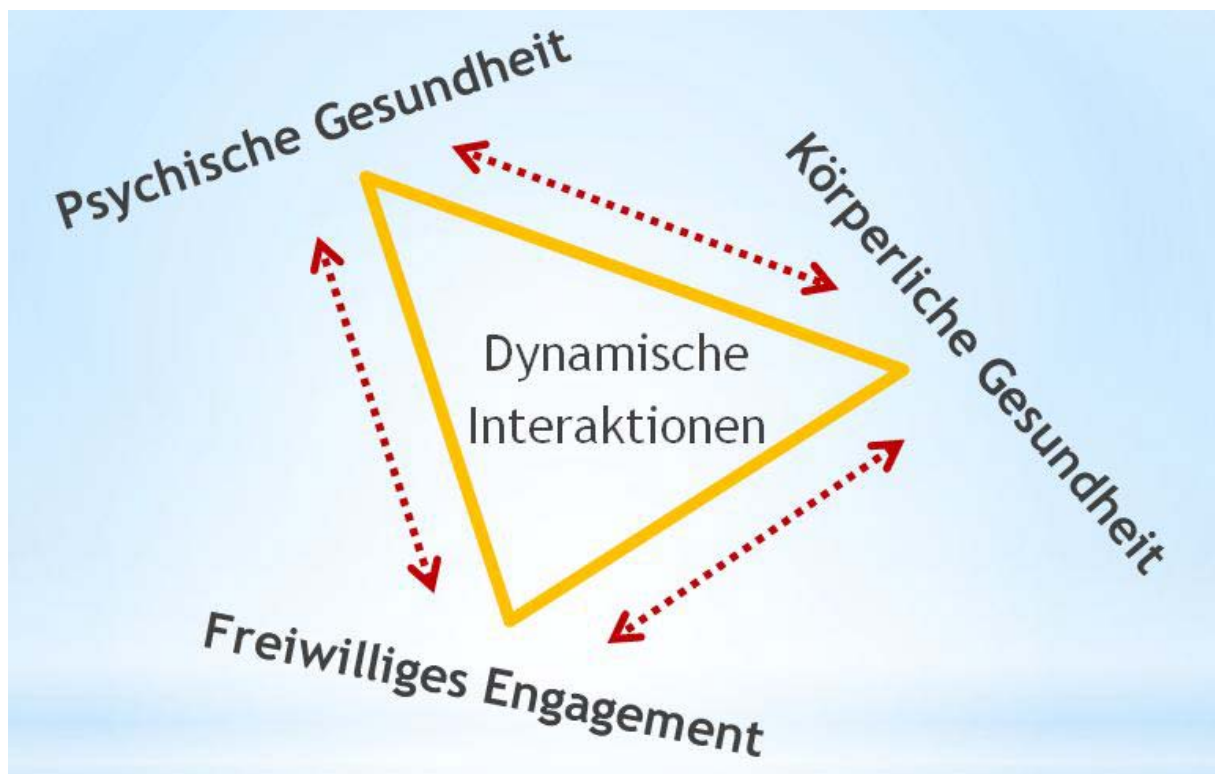 Psychische Gesundheit
Körperliche Gesundheit
Dynamische
Interaktionen
Freiwilliges Engagement